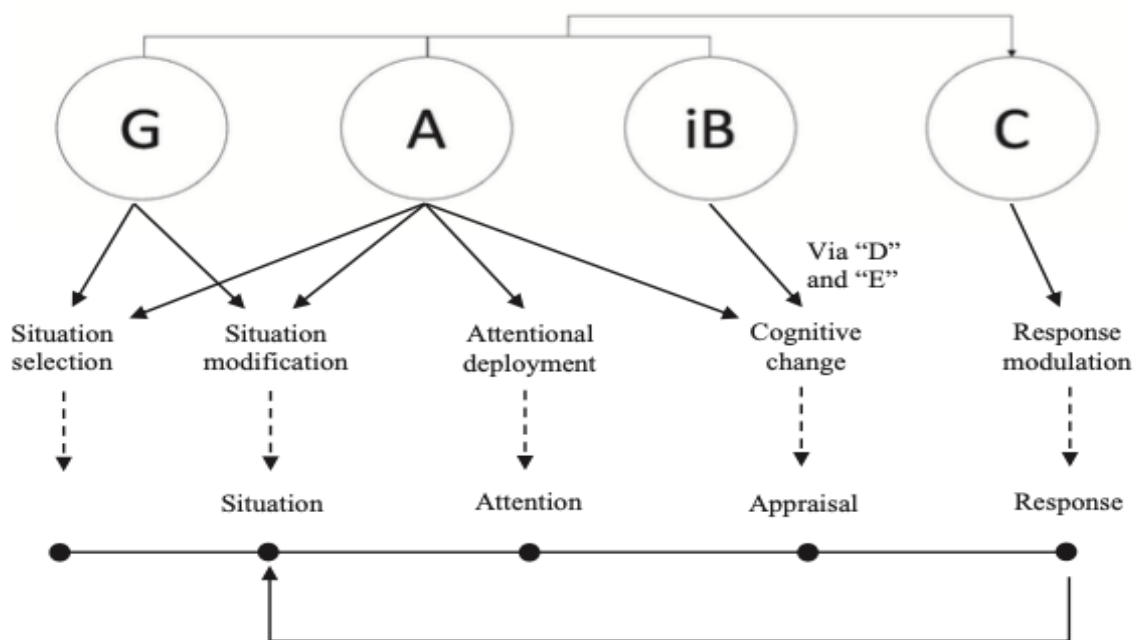 G
A
iB
C
Via “D”
and “E”
Situation
selection
Situation
modification
Attentional
deployment
Cognitive
change
Response
modulation
Situation
Attention
Appraisal
Response